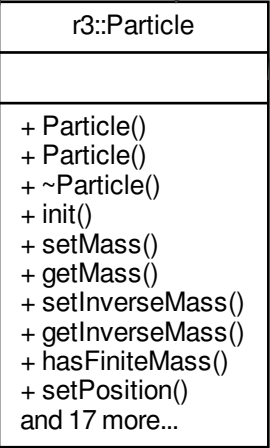 r3::Particle
+ Particle()
+ Particle()
+ ~Particle()
+ init()
+ setMass()
+ getMass()
+ setInverseMass()
+ getInverseMass()
+ hasFiniteMass()
+ setPosition()
and 17 more...